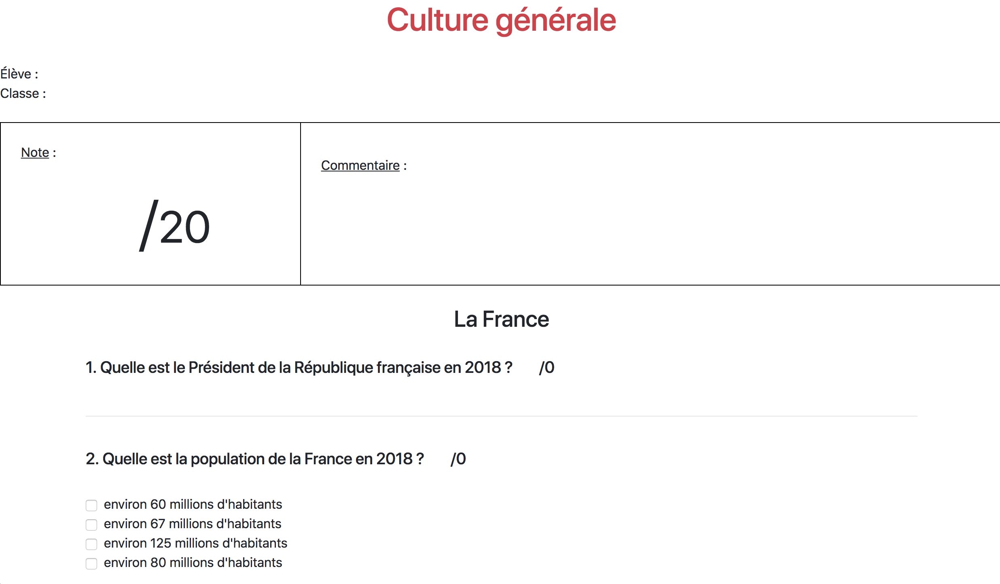 Culture générale
Élève :
Classe :
Note :
Commentaire :
/20
La France
1. Quelle est le Président de la République française en 2018 ? /0
2. Quelle est la population de la France en 2018 ? /0
environ 60 millions d'habitants
environ 67 millions d'habitants
environ 125 millions d'habitants
environ 80 millions d'habitants